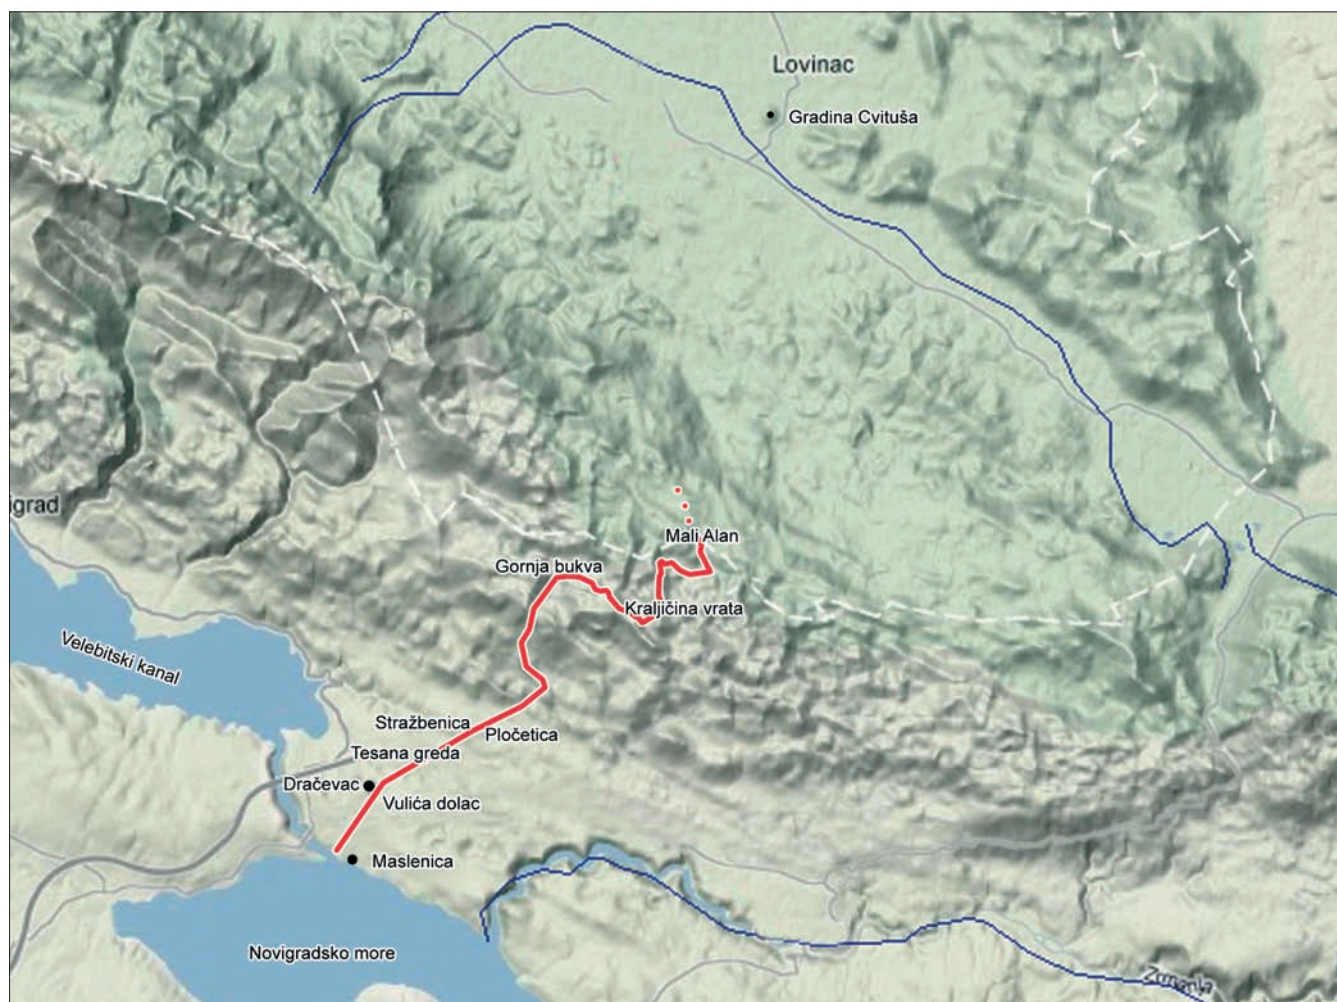 Lovinac
Gradina Cvituša
igrad
Mali Alan
Gornja bukva
Kraljičina vrata
Velebitski kanal
Stražbenica
Pločetica
Tesana greda
Dračevac
Vulića dolac
Maslenica
Novigradsko more
Zrmanja